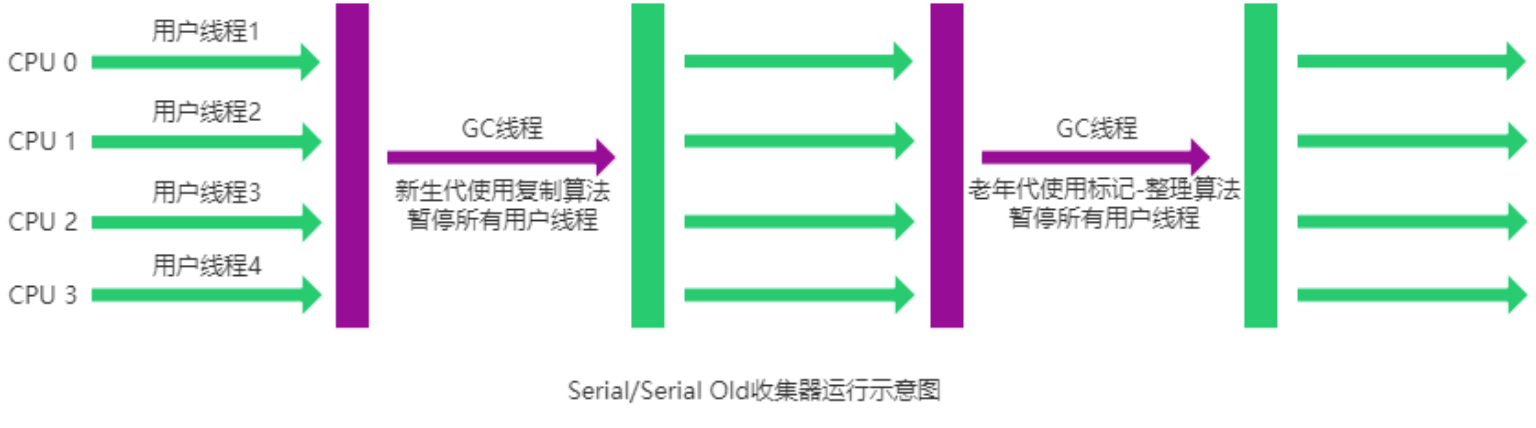 用户线程1
CPU 0
用户线程2
CPU 1
GC线程
GC线程
用户线程3
新生代使用复制算法
老年代使用标记-整理算法
CPU 2
暂停所有用户线程
暂停所有用户线程
用户线程4
CPU 3
Serial/Serial Old收集器运行示意图